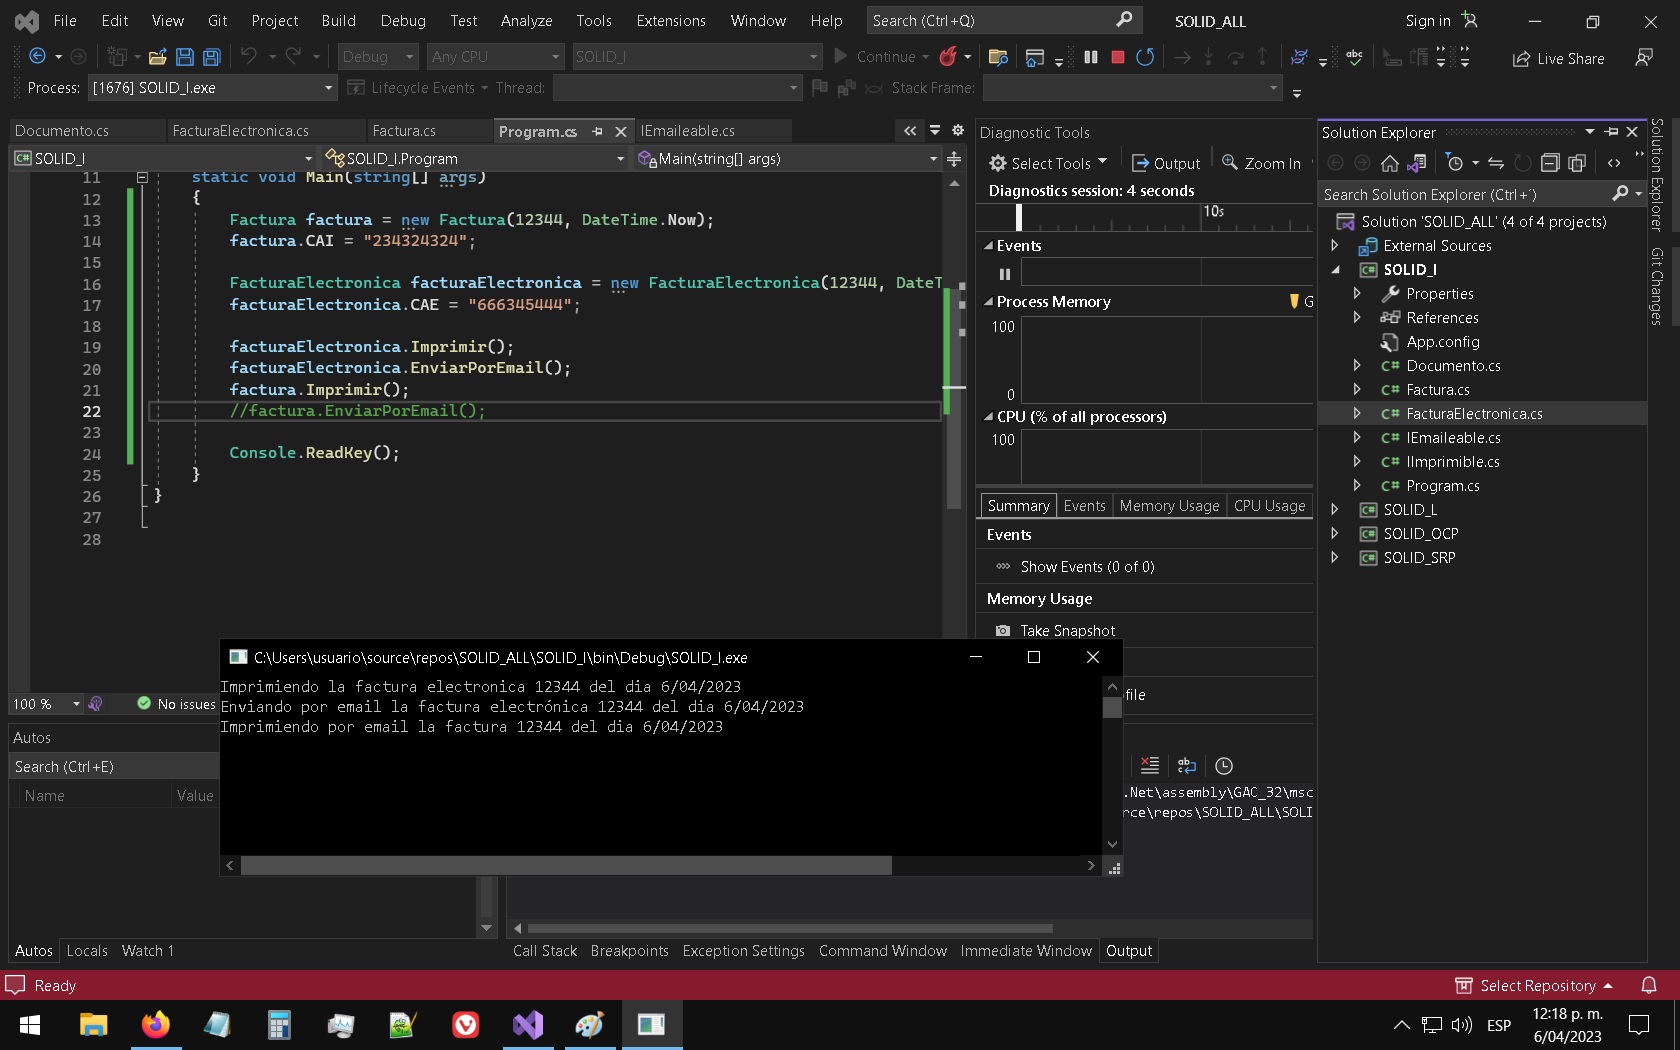 File Edit View Git Project Build Debug Test Analyze Tools Extensions Window Help Search (Ctrl+Q) SOLID_ALL Sign in
Debug Any CPU SOLID_I Continue Live Share
Process: [1676] SOLID_I.exe Lifecycle Events Thread: Stack Frame:
Documento.cs FacturaElectronica.cs Factura.cs Program.cs IEmaileable.cs
SOLID_I SOLID_I.Program Main(string[] args)
11 static void Main(string[] args)
12 {
13 Factura factura = new Factura(12344, DateTime.Now);
14 factura.CAI = "234324324";
15
16 FacturaElectronica facturaElectronica = new FacturaElectronica(12344, DateT
17 facturaElectronica.CAE = "666345444";
18
19 facturaElectronica.Imprimir();
20 facturaElectronica.EnviarPorEmail();
21 factura.Imprimir();
22 //factura.EnviarPorEmail();
23
24 Console.ReadKey();
25 }
26 }
27
28
100 % No issues
Autos
Search (Ctrl+E)
Name Value
Autos Locals Watch 1
C:\Users\usuario\source\repos\SOLID_ALL\SOLID_I\bin\Debug\SOLID_I.exe
Imprimiendo la factura electronica 12344 del dia 6/04/2023
Enviando por email la factura electrónica 12344 del dia 6/04/2023
Imprimiendo por email la factura 12344 del dia 6/04/2023
Diagnostic Tools
Select Tools Output Zoom In
Diagnostics session: 4 seconds
10s
Events
Process Memory G
100
0
CPU (% of all processors)
100
Summary Events Memory Usage CPU Usage
Events
Show Events (0 of 0)
Memory Usage
Take Snapshot
file
.Net\assembly\GAC_32\msc
rce\repos\SOLID_ALL\SOLI
Call Stack Breakpoints Exception Settings Command Window Immediate Window Output
Solution Explorer
Search Solution Explorer (Ctrl+´)
Solution 'SOLID_ALL' (4 of 4 projects)
External Sources
SOLID_I
Properties
References
App.config
Documento.cs
Factura.cs
FacturaElectronica.cs
IEmaileable.cs
IImprimible.cs
Program.cs
SOLID_L
SOLID_OCP
SOLID_SRP
Solution Explorer
Git Changes
Ready Select Repository
ESP
12:18 p. m.
6/04/2023